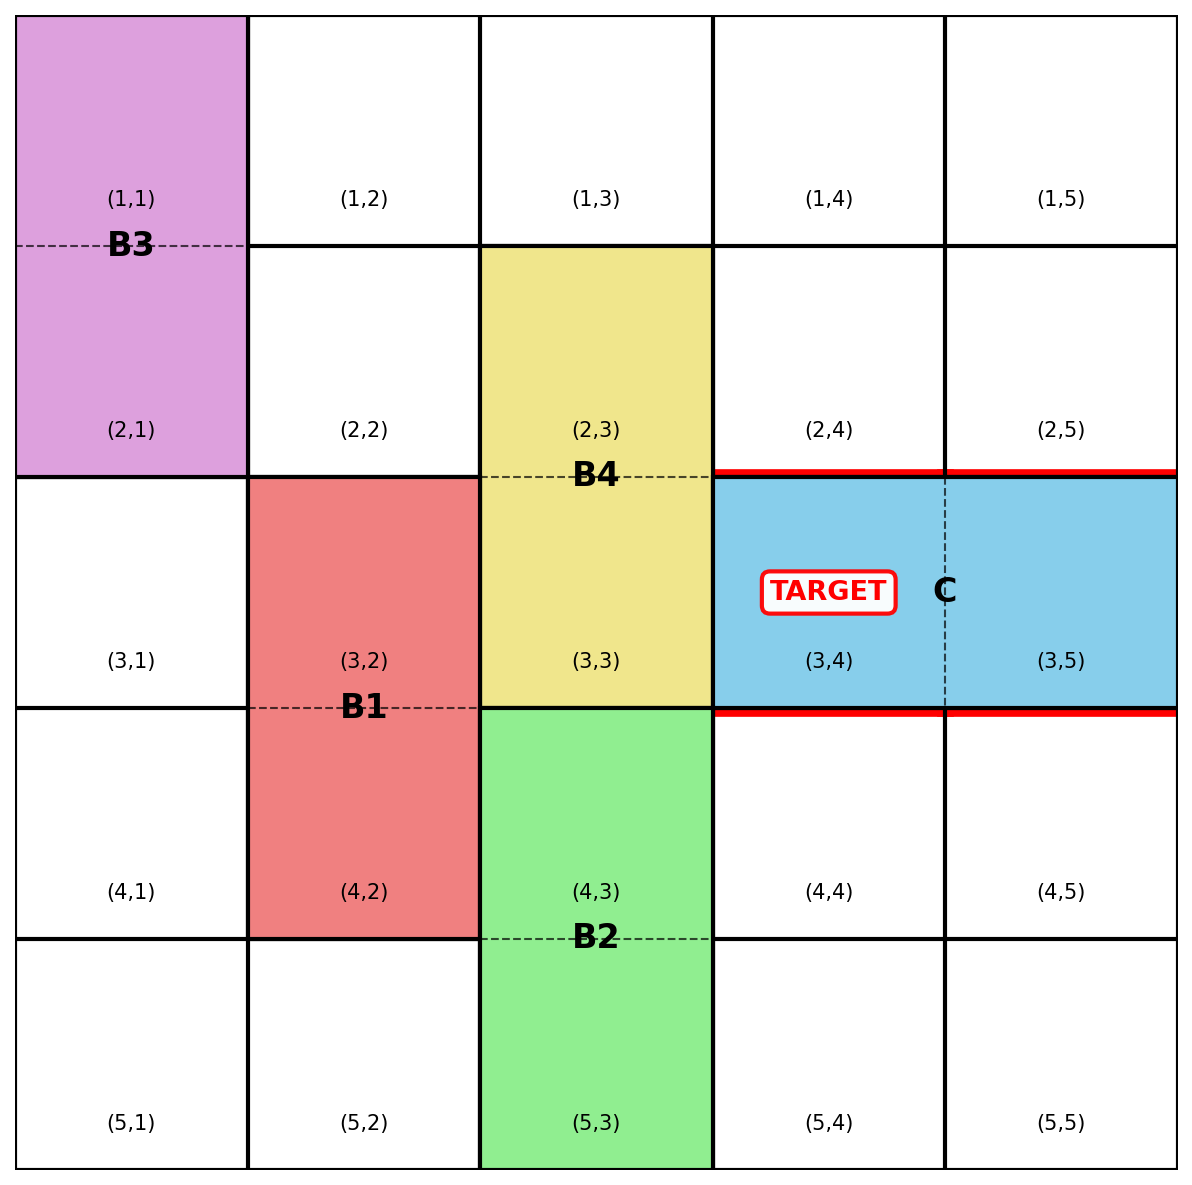 (1,1) (1,2) (1,3) (1,4) (1,5)
B3
(2,1) (2,2) (2,3) (2,4) (2,5)
B4
TARGET C
(3,1) (3,2) (3,3) (3,4) (3,5)
B1
(4,1) (4,2) (4,3) (4,4) (4,5)
B2
(5,1) (5,2) (5,3) (5,4) (5,5)